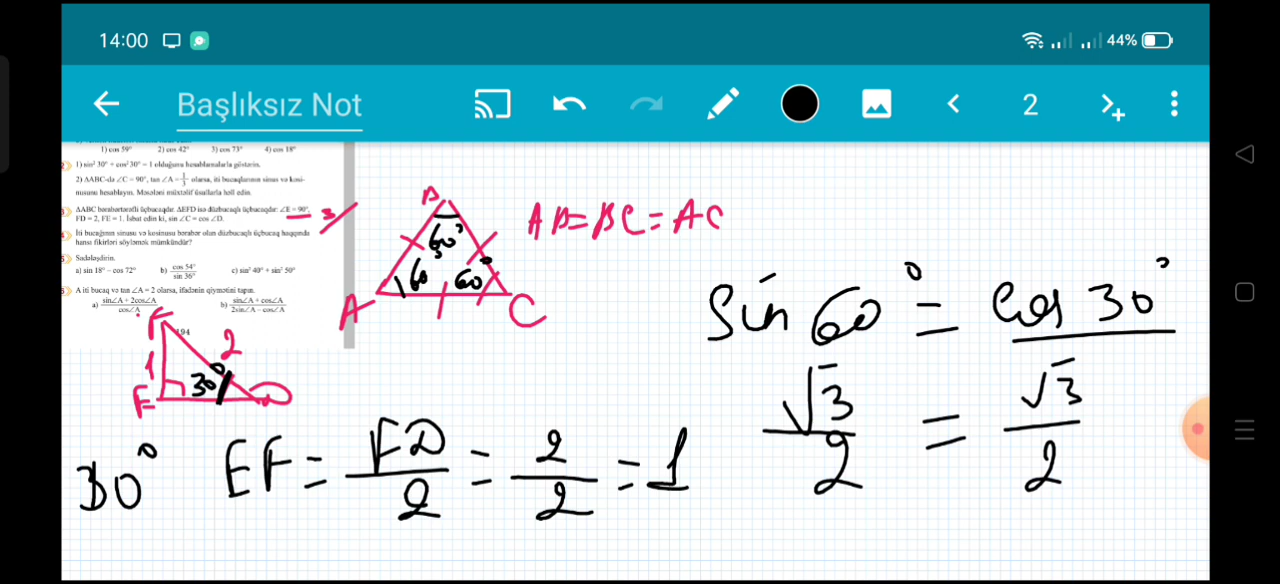 14:00
44%
Başlıksız Not
2
1) cos 59° 2) cos 42° 3) cos 73° 4) cos 18°
1) sin² 30° + cos² 30° = 1 olduğunu hesablamalarla göstərin.
2) ΔABC-də ∠C = 90°, tan ∠A = olarsa, iti bucaqlarının sinus və kosi-
nusunu hesablayın. Məsələni müxtəlif üsullarla həll edin.
ΔABC bərabərtərəfli üçbucaqdır. ΔEFD isə düzbucaqlı üçbucaqdır: ∠E = 90°,
FD = 2, FE = 1. İsbat edin ki, sin ∠C = cos ∠D.
İti bucağının sinusu və kosinusu bərabər olan düzbucaqlı üçbucaq haqqında
hansı fikirləri söyləmək mümkündür?
Sadələşdirin.
a) sin 18° − cos 72° b) cos 54° / sin 36° c) sin² 40° + sin² 50°
A iti bucaq və tan ∠A = 2 olarsa, ifadənin qiymətini tapın.
a) sin∠A + 2cos∠A / cos∠A b) sin∠A + cos∠A / 2sin∠A − cos∠A
194
3/
B
60°
60
60°
A
C
AB=BC=AC
F
1
2
E
30°
D
sin 60° = cos 30°
√3/2 = √3/2
30° EF = FD/2 = 2/2 = 1